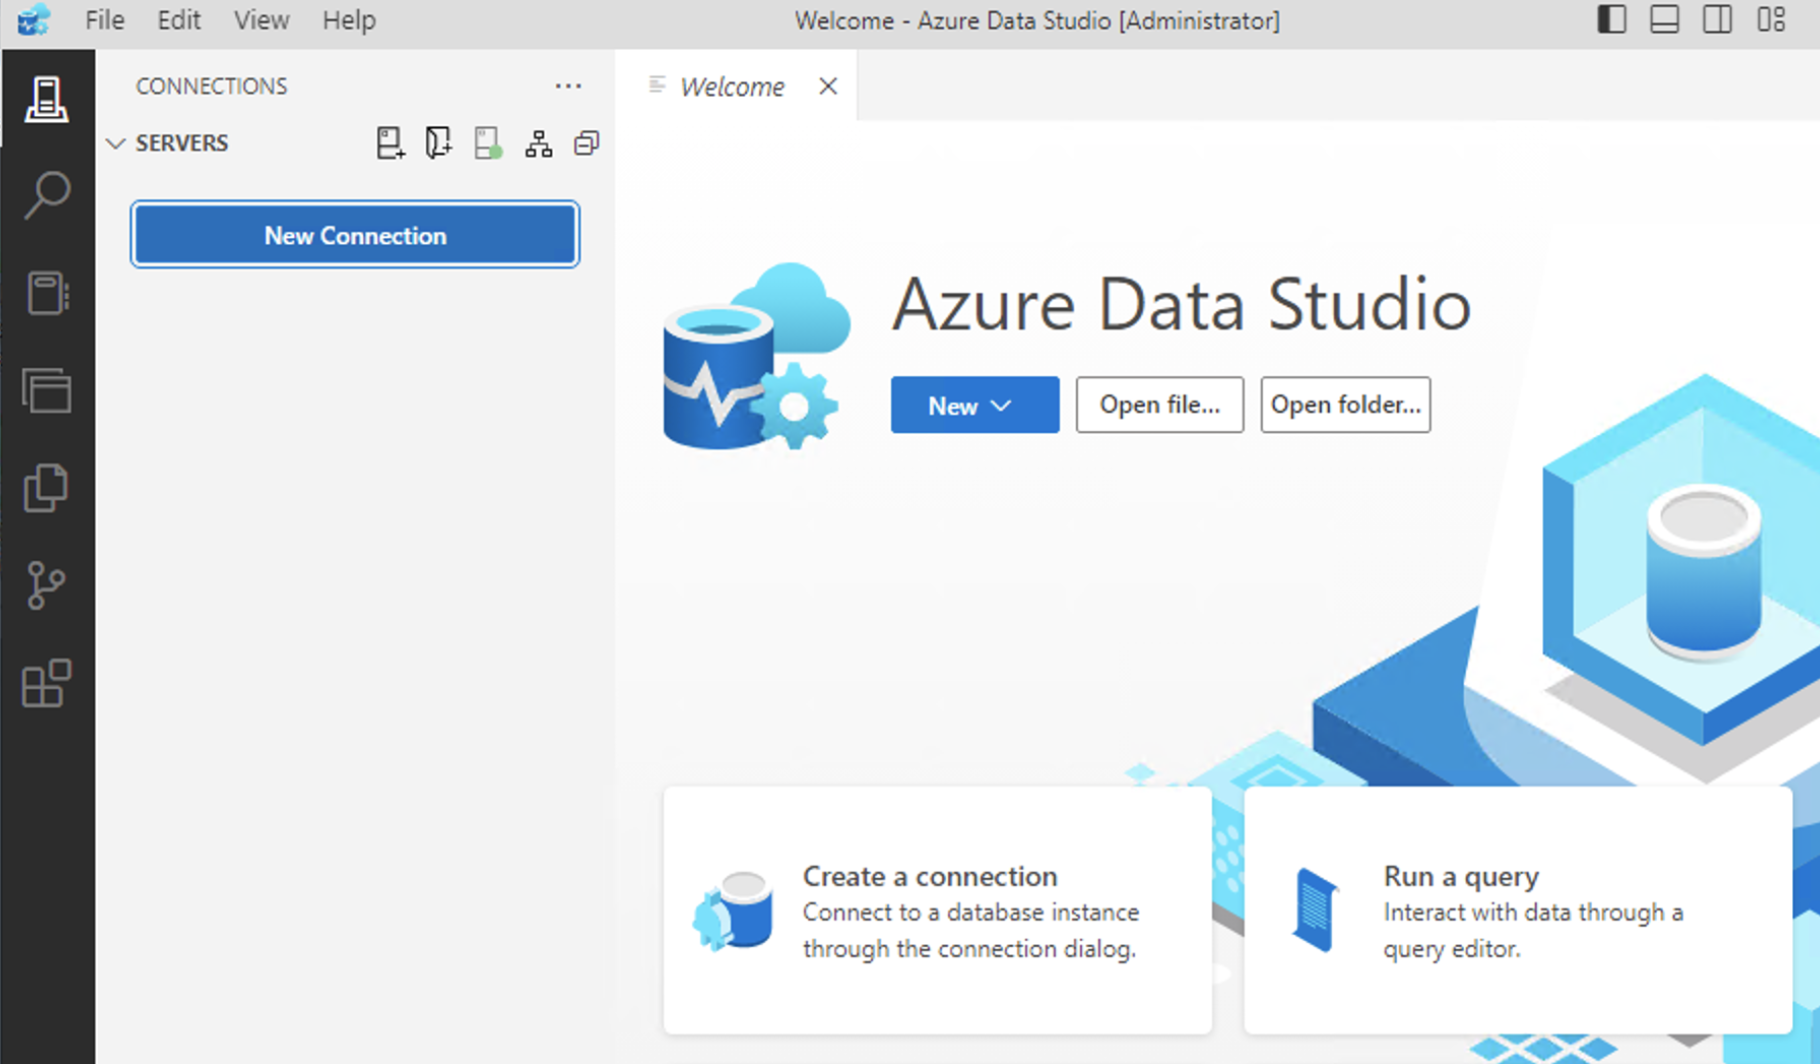 File Edit View Help
Welcome - Azure Data Studio [Administrator]
CONNECTIONS
SERVERS
New Connection
Welcome
Azure Data Studio
New
Open file...
Open folder...
Create a connection
Connect to a database instance
through the connection dialog.
Run a query
Interact with data through a
query editor.